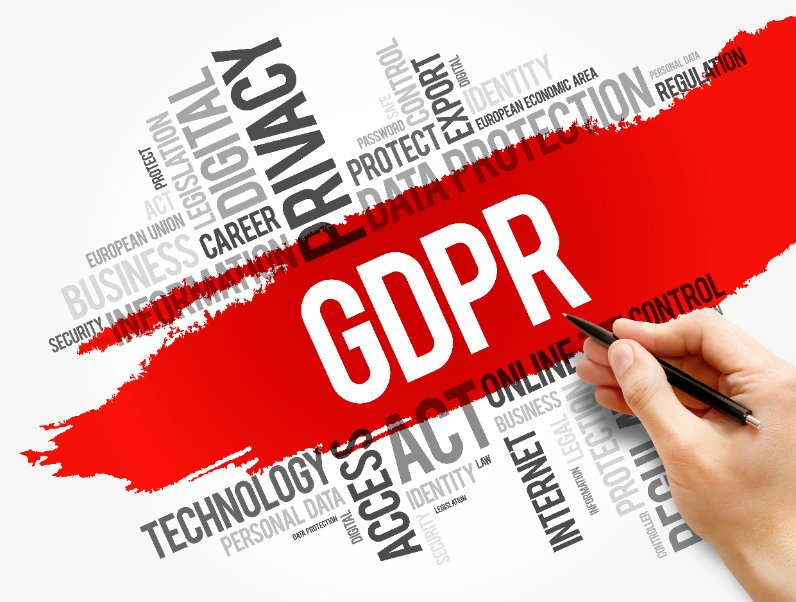 PRIVACY
DIGITAL
LEGISLATION
PROTECT
ACT
EUROPEAN UNION
BUSINESS
CAREER
INFORMATION
SECURITY
SAFE
CONTROL
PASSWORD
EXPORT
DIGITAL
IDENTITY
PROTECT
EUROPEAN ECONOMIC AREA
DATA PROTECTION
PERSONAL DATA
REGULATION
GDPR
CONTROL
ONLINE
ACT
BUSINESS
TECHNOLOGY
PERSONAL DATA
DATA PROTECTION
DIGITAL
ACCESS
IDENTITY
LAW
LEGISLATION
SECURITY
INTERNET
LEGAL
INFORMATION
CONTROLLER